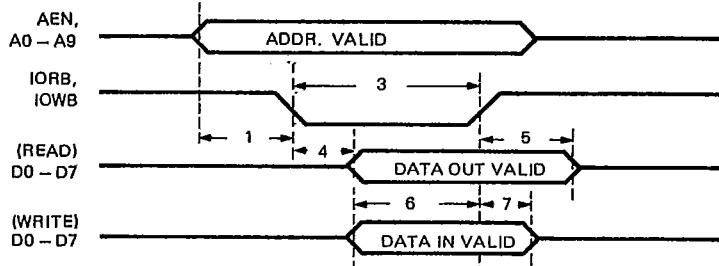 AEN,
A0 – A9
ADDR. VALID
IORB,
IOWB
3
1
4
5
(READ)
D0 – D7
DATA OUT VALID
6
7
(WRITE)
D0 – D7
DATA IN VALID